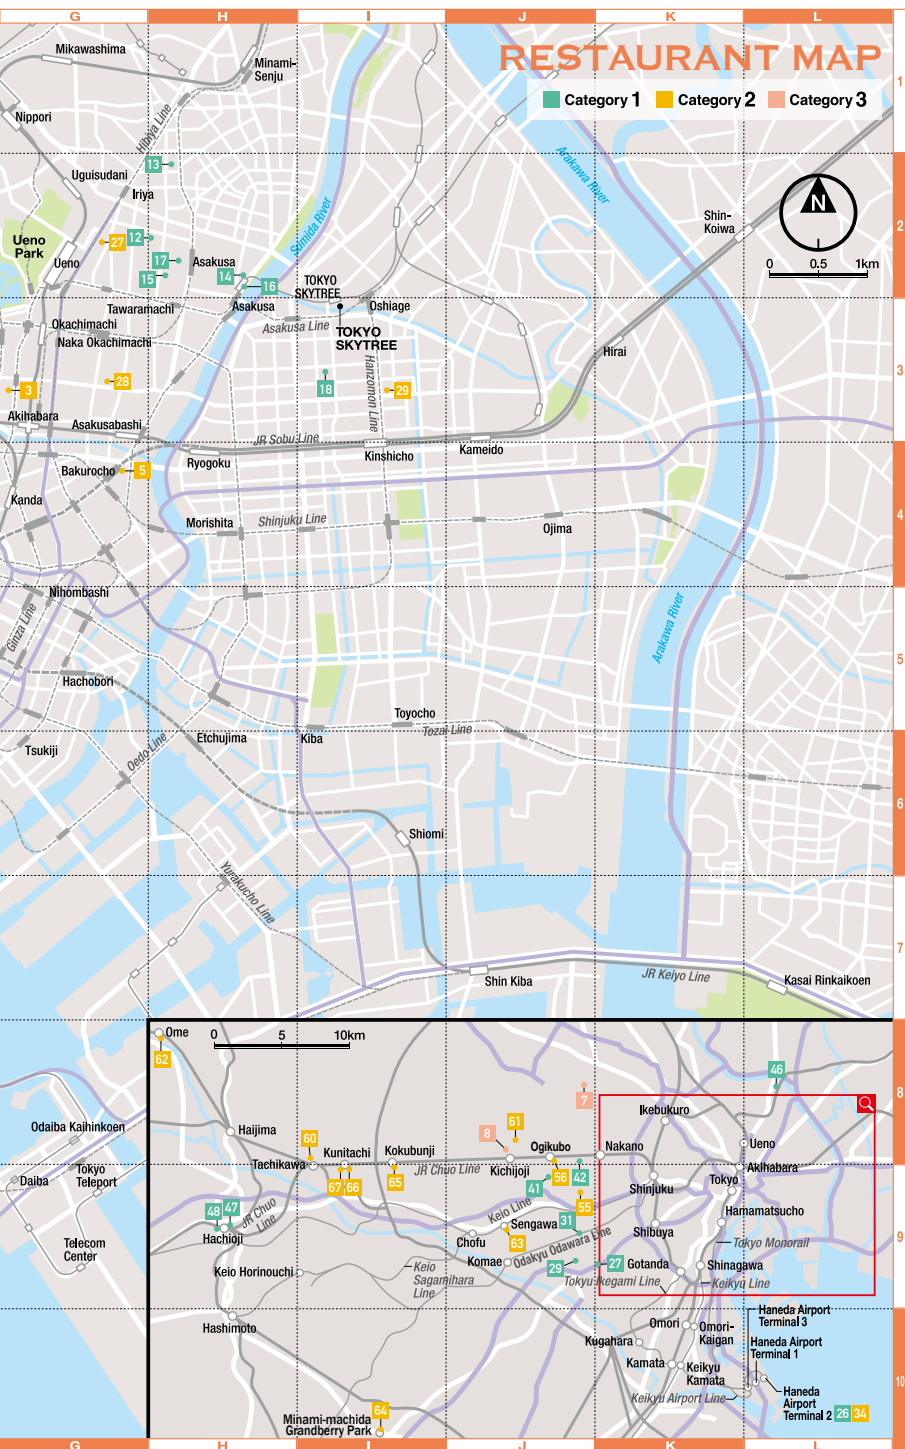 G H I J K L
RESTAURANT MAP
Category 1 Category 2 Category 3
1
Mikawashima
Minami-
Senju
Nippori
Hibiya Line
13
Uguisudani
Iriya
Arakawa River
N
0 0.5 1km
Shin-
Koiwa
2
Ueno
Park
27
12
Ueno
17
15
Asakusa
14
16
Sumida River
TOKYO
SKYTREE
Tawaramachi
Asakusa
Oshiage
Okachimachi
Naka Okachimachi
Asakusa Line
TOKYO
SKYTREE
Hanzomon Line
Hirai
3
3
28
18
29
Akihabara
Asakusabashi
JR Sobu Line
Kinshicho
Kameido
Ryogoku
Bakurocho
5
Kanda
Morishita
Shinjuku Line
Ojima
4
Nihombashi
Ginza Line
Arakawa River
5
Hachobori
Toyocho
Tozai Line
Tsukiji
Oedo Line
Etchujima
Kiba
6
Shiomi
Yurakucho Line
7
Shin Kiba
JR Keiyo Line
Kasai Rinkaikoen
Ome
62
0 5 10km
46
8
7
Ikebukuro
Odaiba Kaihinkoen
Haijima
60
Kunitachi
Kokubunji
8
61
Ogikubo
Nakano
Ueno
Tachikawa
JR Chuo Line
Kichijoji
Akihabara
Daiba
Tokyo
Teleport
67
66
65
41
56
42
Shinjuku
Tokyo
55
48
47
JR Chuo
Line
Keio Line
31
Hamamatsucho
Hachioji
Sengawa
Shibuya
9
Telecom
Center
Chofu
63
Odakyu Odawara Line
Tokyo Monorail
Komae
29
27
Gotanda
Shinagawa
Keio Horinouchi
Keio
Sagamihara
Line
Tokyu Ikegami Line
Keikyu Line
Hashimoto
Omori
Omori-
Kaigan
Haneda Airport
Terminal 3
Kugahara
Haneda Airport
Terminal 1
Kamata
Keikyu
Kamata
10
Keikyu Airport Line
Haneda
Airport
Terminal 2
26
34
64
Minami-machida
Grandberry Park
G H I J K L